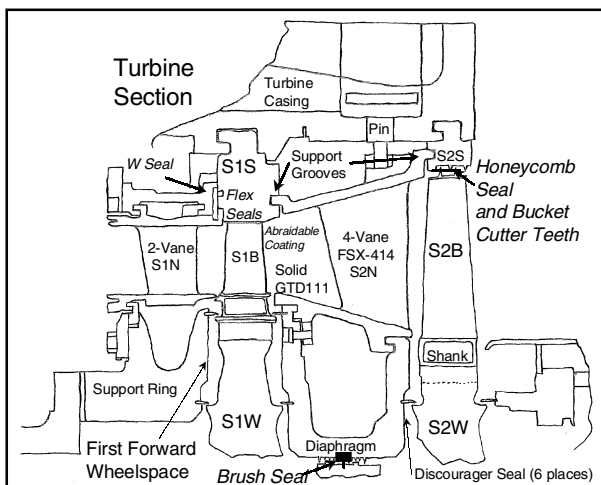 Turbine
Section
Turbine
Casing
Pin
W Seal
S1S
Support
Grooves
S2S
Honeycomb
Seal
and Bucket
Cutter Teeth
Flex
Seals
2-Vane
S1N
S1B
Abraidable
Coating
Solid
GTD111
4-Vane
FSX-414
S2N
S2B
Shank
Support Ring
S1W
S2W
First Forward
Wheelspace
Diaphragm
Brush Seal
Discourager Seal (6 places)